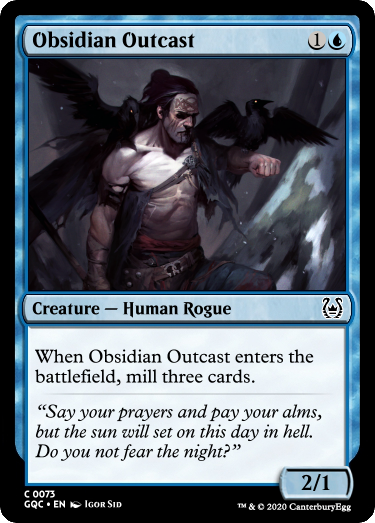 Obsidian Outcast 1
Creature — Human Rogue
When Obsidian Outcast enters the
battlefield, mill three cards.
“Say your prayers and pay your alms,
but the sun will set on this day in hell.
Do you not fear the night?”
2/1
C 0073
GQC • EN Igor Sid
™ & © 2020 CanterburyEgg